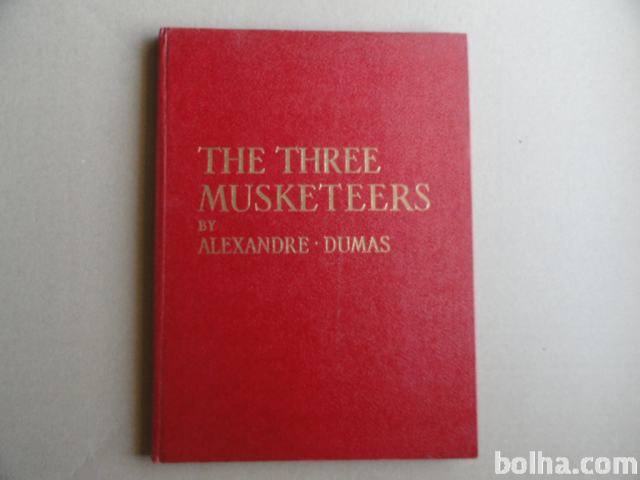 THE THREE
MUSKETEERS
BY
ALEXANDRE · DUMAS
bolha.com